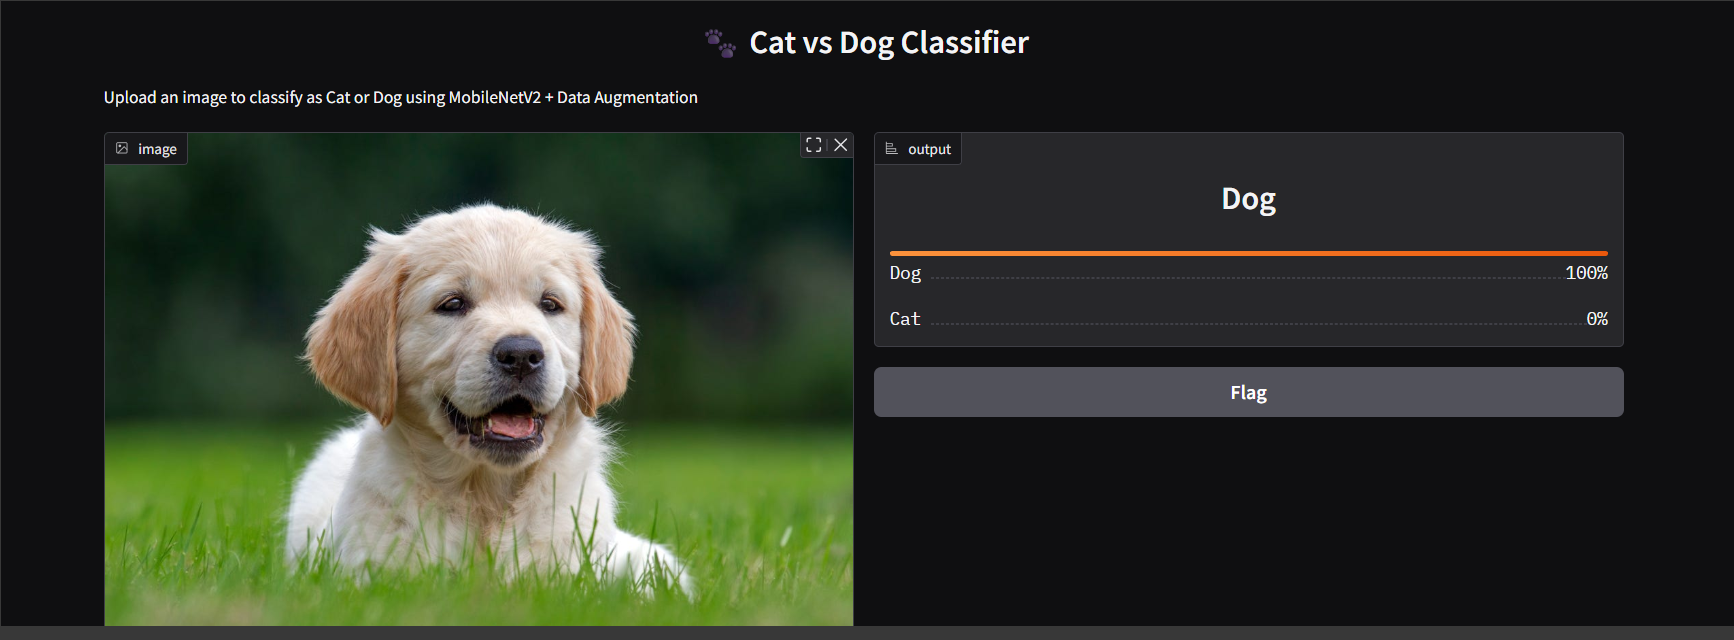 🐾 Cat vs Dog Classifier
Upload an image to classify as Cat or Dog using MobileNetV2 + Data Augmentation
image
output
Dog
Dog 100%
Cat 0%
Flag